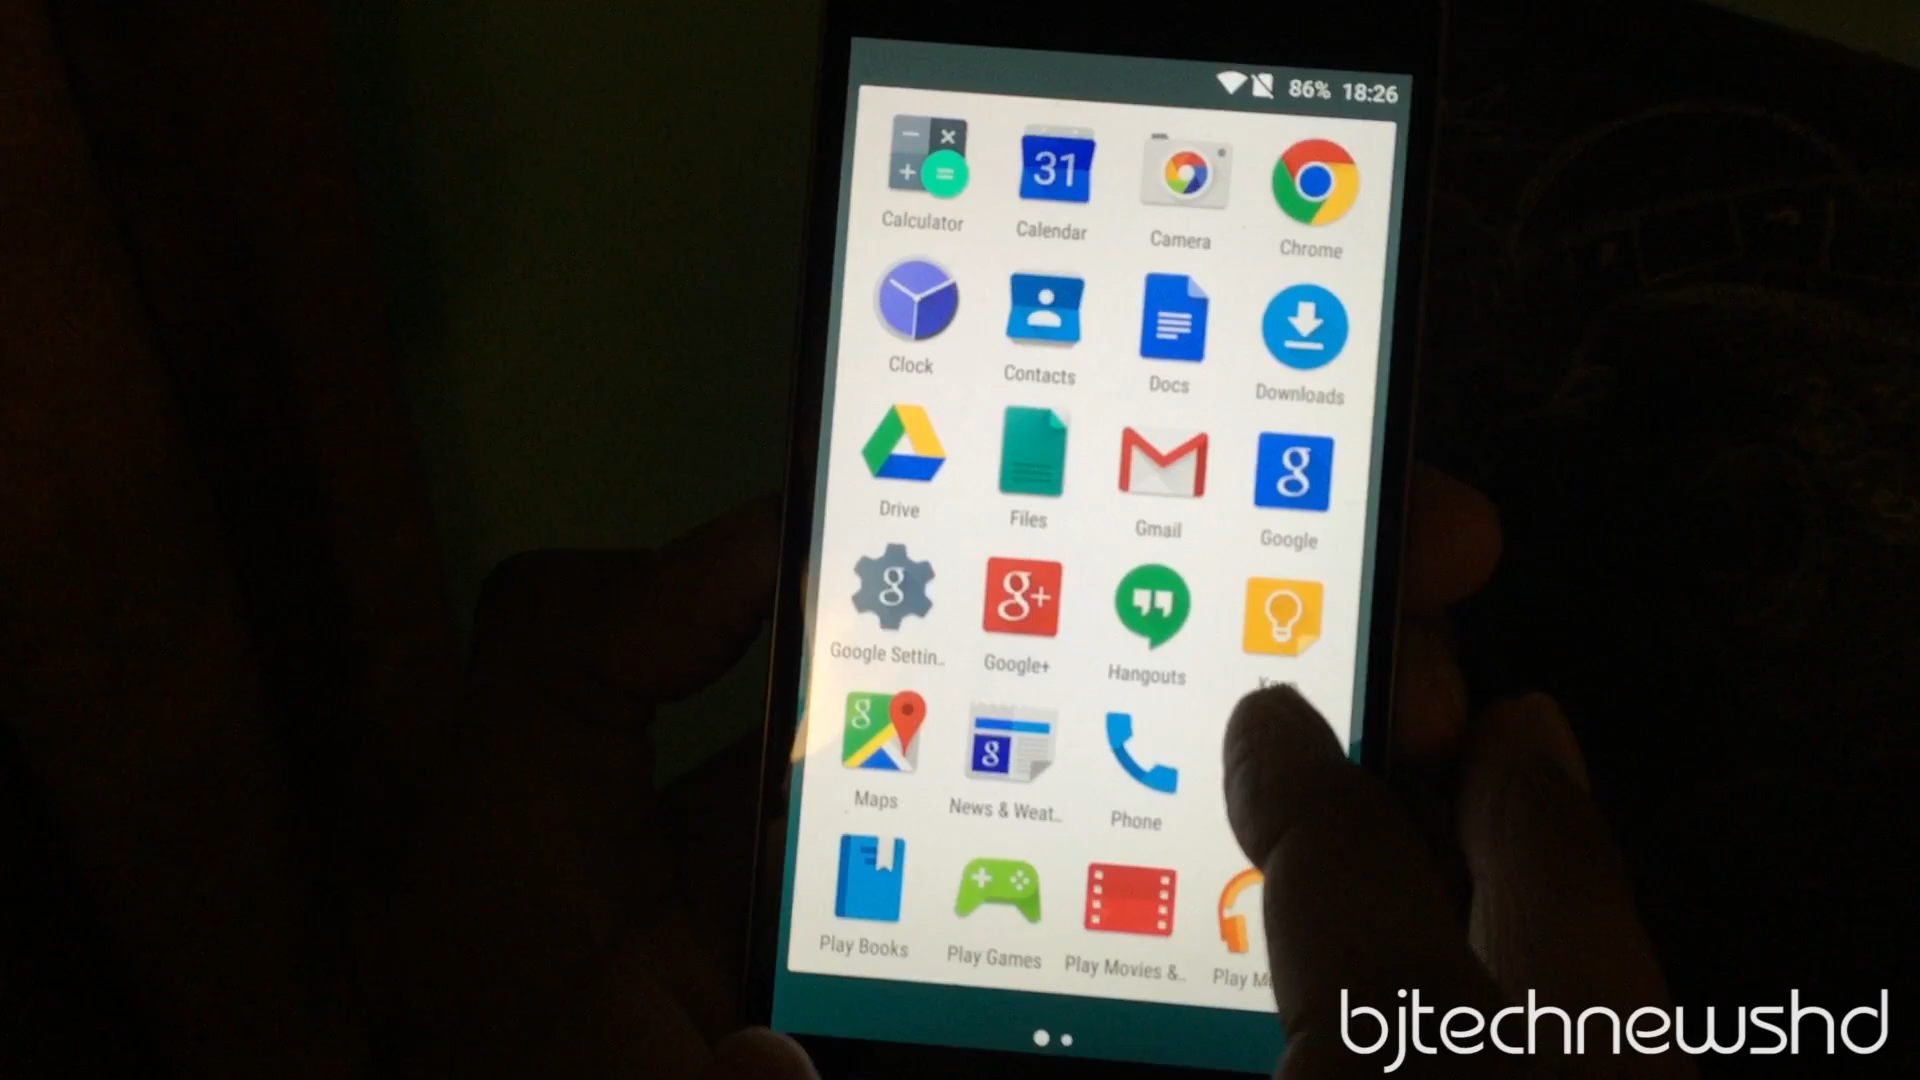 86% 18:26
31
Calculator Calendar Camera Chrome
Clock Contacts Docs Downloads
g
Drive Files Gmail Google
g g+
Google Settin.. Google+ Hangouts
g g
Maps News & Weat.. Phone
Play Books Play Games Play Movies &.. Play
bjtechnewshd